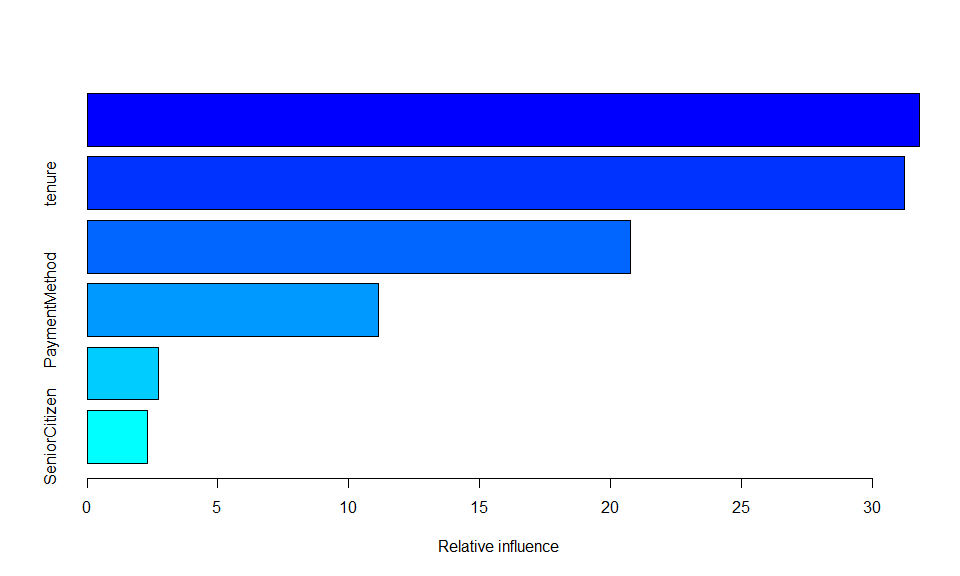 tenure
PaymentMethod
SeniorCitizen
0 5 10 15 20 25 30
Relative influence